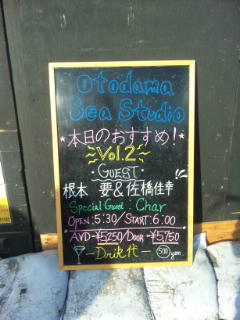 Otodama
Sea Studio
★本日のおすすめ!★
Vol.2
・GUEST・
根本 要&佐橋佳幸
Special Guest : Char
OPEN : 5:30 / START : 6:00
ADV-¥5250 / DOOR-¥5750
-Drink代- 500yen